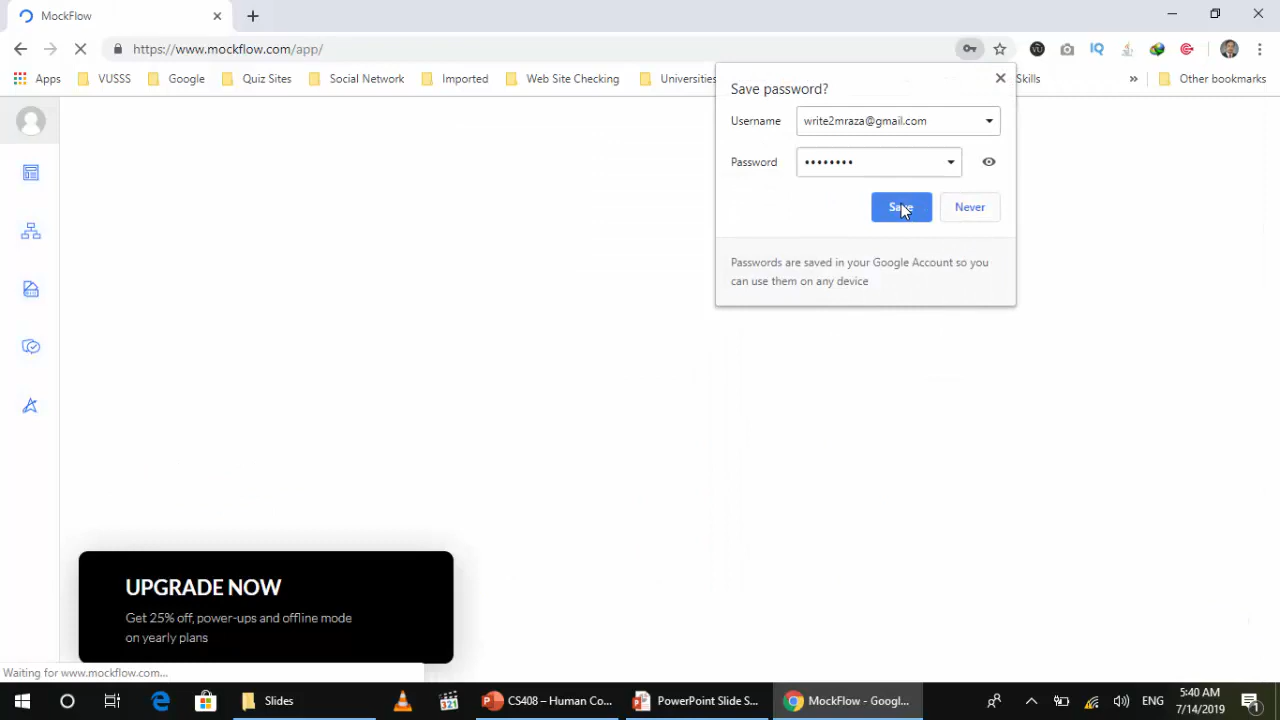 MockFlow
https://www.mockflow.com/app/
Apps VUSSS Google Quiz Sites Social Network Imported Web Site Checking Skills » Other bookmarks
Save password?
Username write2mraza@gmail.com
Password ••••••••
Save Never
Passwords are saved in your Google Account so you
can use them on any device
UPGRADE NOW
Get 25% off, power-ups and offline mode
on yearly plans
Waiting for www.mockflow.com...
Slides CS408 – Human Co... PowerPoint Slide S... MockFlow - Googl... ENG 5:40 AM
7/14/2019